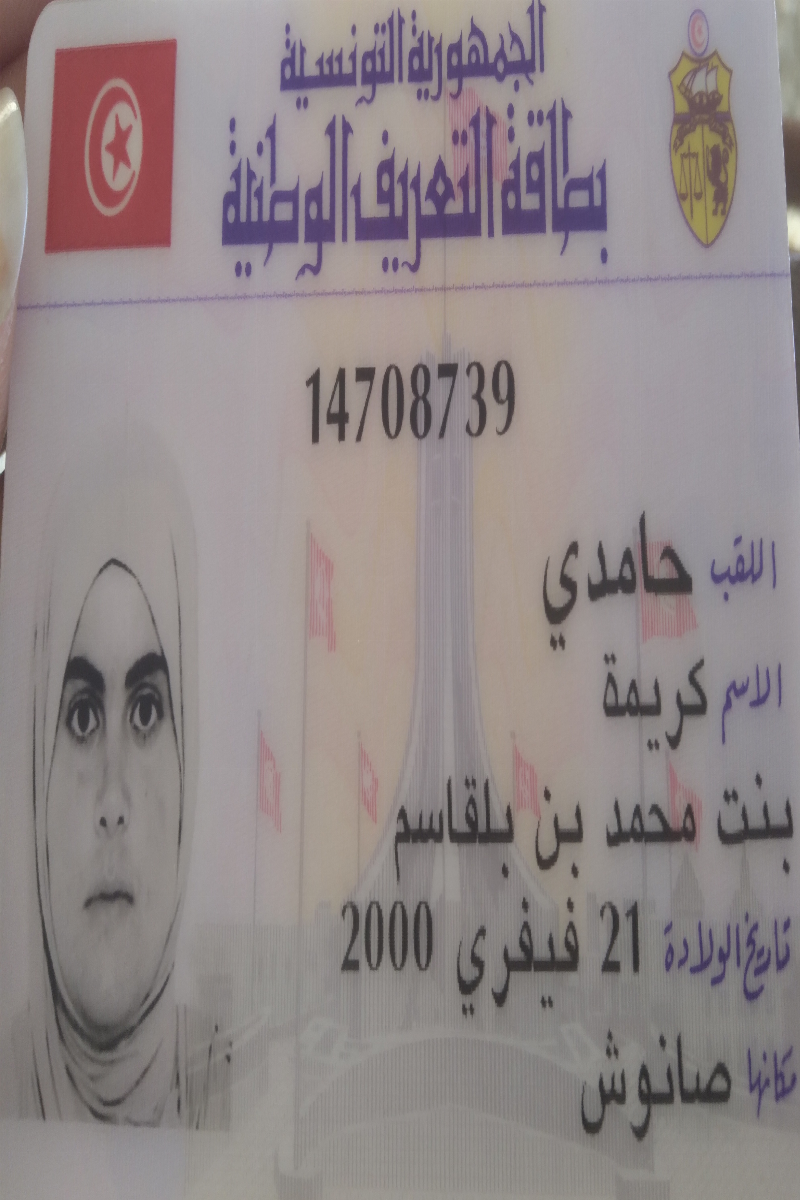 الجمهورية التونسية
بطاقة التعريف الوطنية
14708739
اللقب حامدي
الاسم كريمة
بنت محمد بن بلقاسم
تاريخ الولادة 21 فيفري 2000
مكانها صانوش